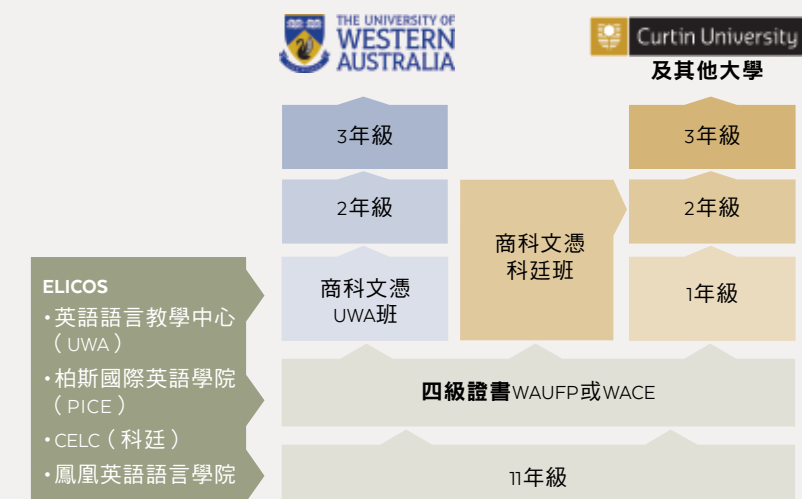 THE UNIVERSITY OF
WESTERN
AUSTRALIA
Curtin University
及其他大學
3年級
3年級
2年級
2年級
商科文憑
科廷班
ELICOS
•英語語言教學中心
（UWA）
•柏斯國際英語學院
（PICE）
•CELC（科廷）
•鳳凰英語語言學院
商科文憑
UWA班
1年級
四級證書WAUFP或WACE
11年級